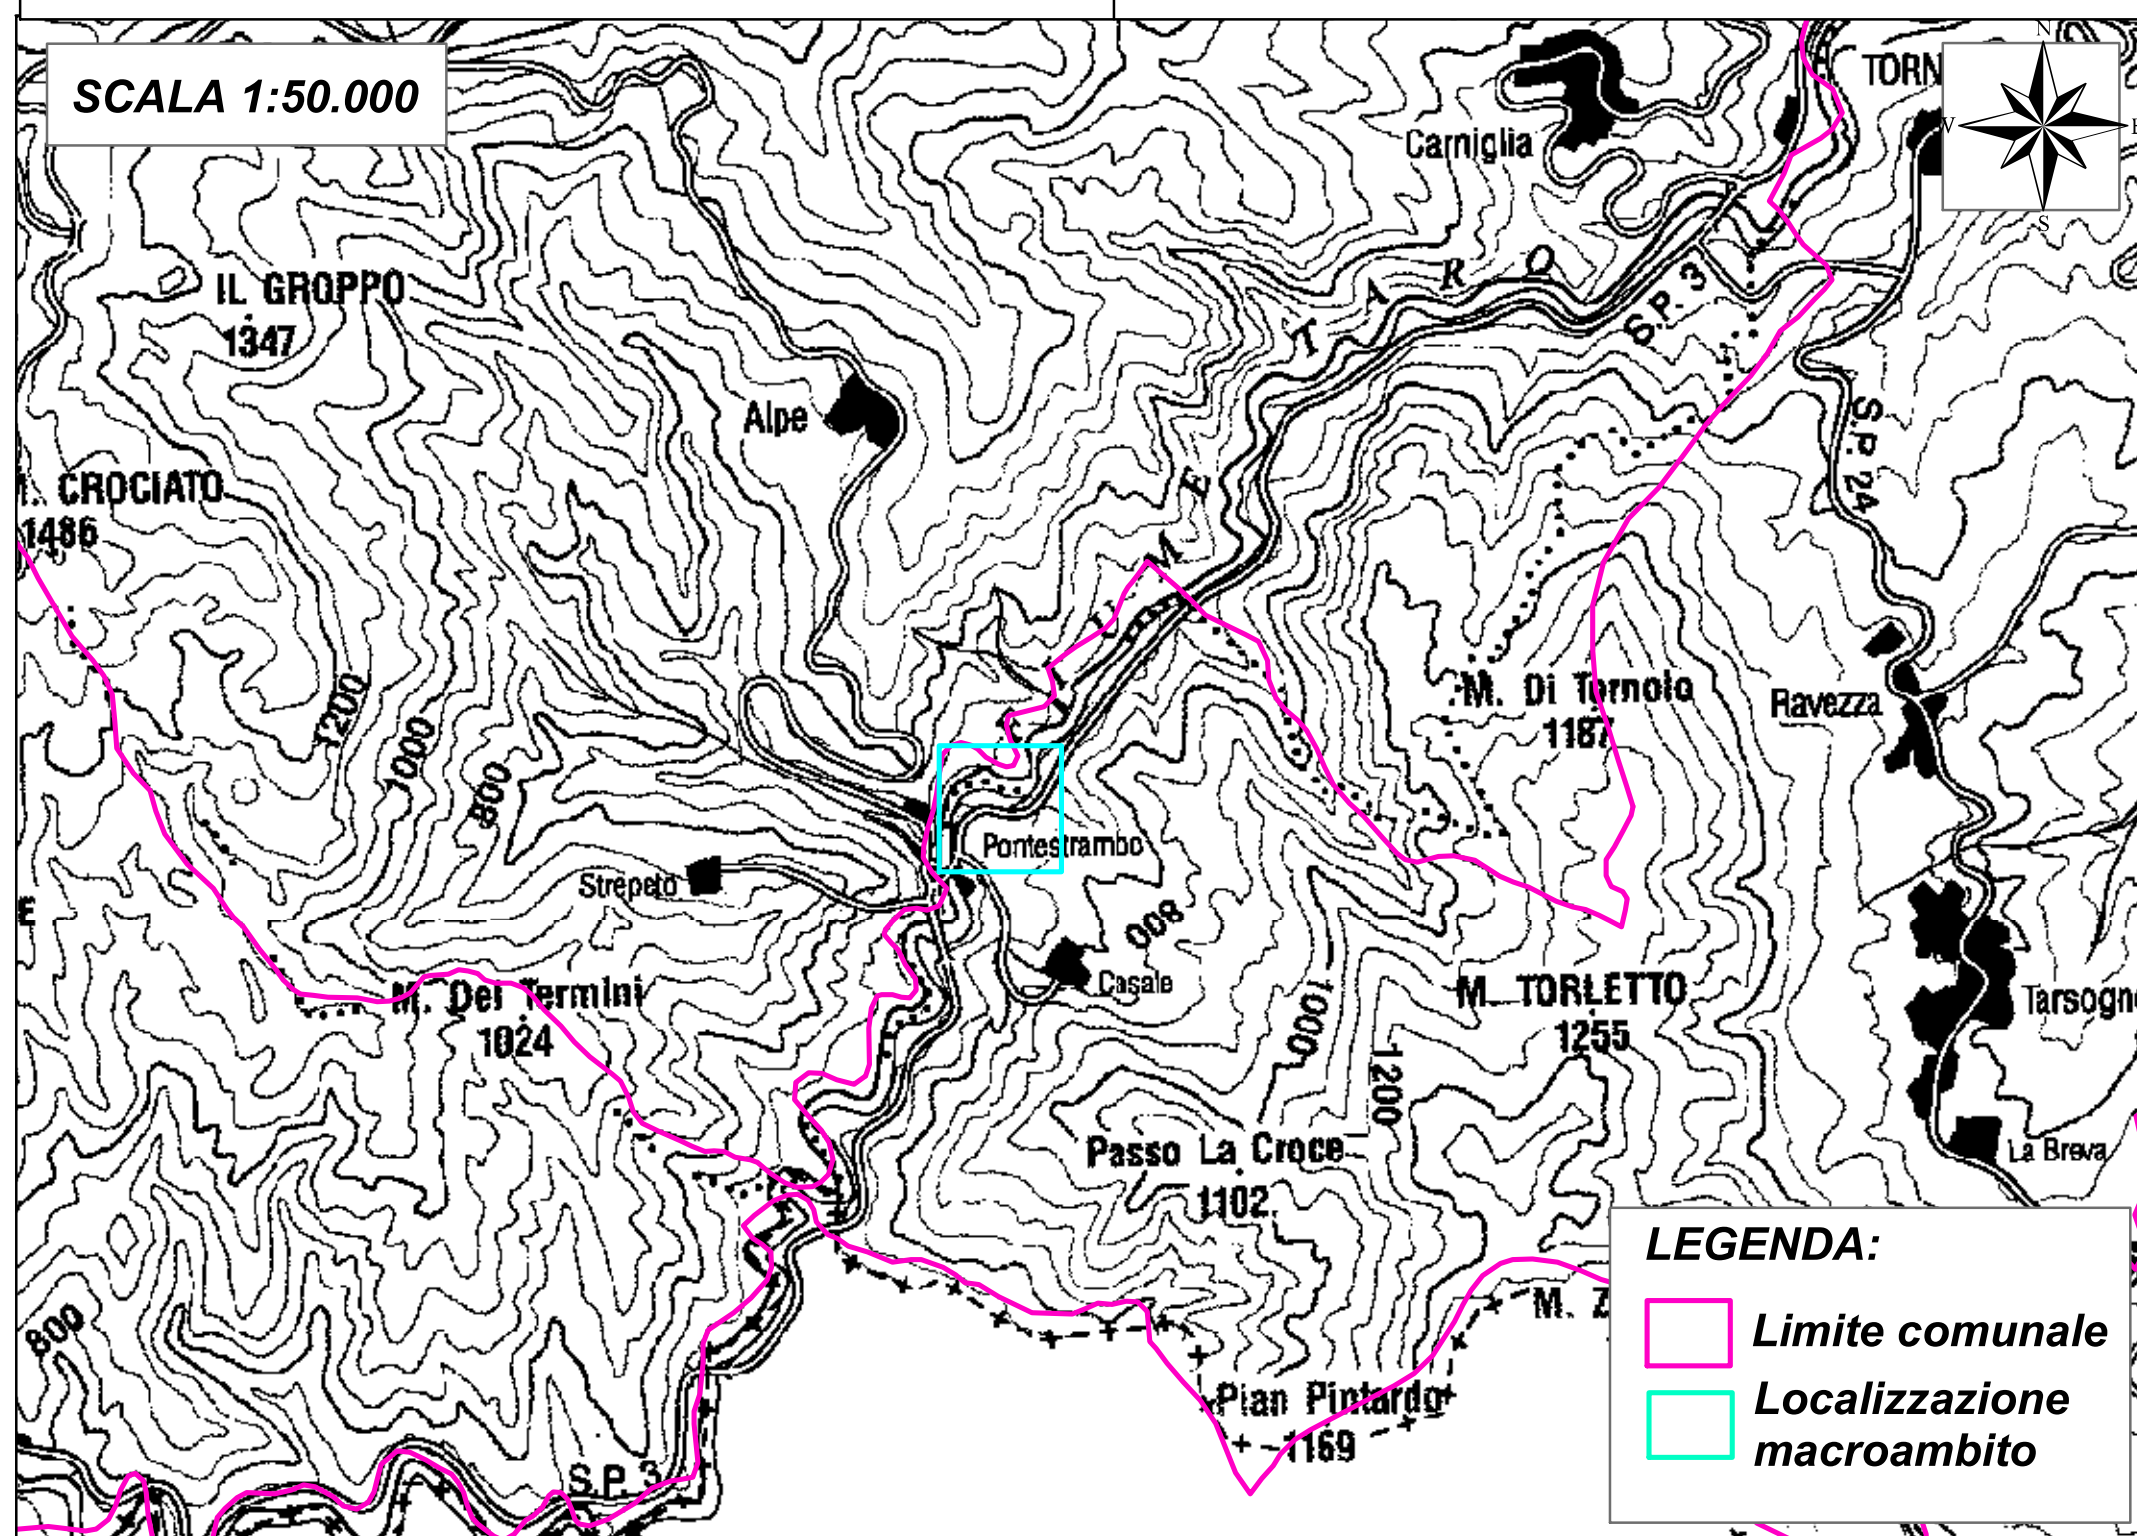 SCALA 1:50.000
N
S
Carniglia
IL GROPPO
1347
T A R O
S.P. 3
Alpe
S.P. 24
CROCIATO
1486
F I U M E
M. Di Tornolo
1187
Ravezza
1200
1000
800
Pontestrambo
Strepeto
800
Casale
M. Dei Termini
1024
1000
1200
M. TORLETTO
1255
Passo La Croce
1102
La Breva
800
Pian Pintardo
1169
S.P. 3
LEGENDA:
Limite comunale
Localizzazione
macroambito